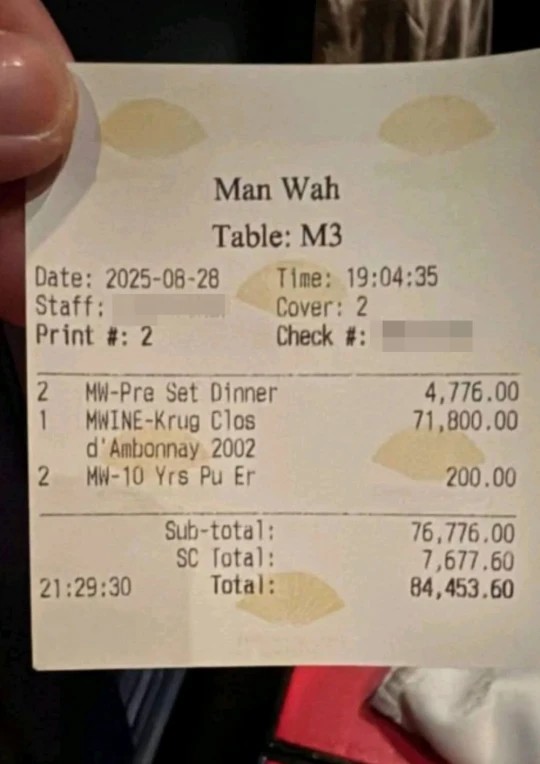 Man Wah
Table: M3
Date: 2025-08-28 Time: 19:04:35
Staff: Cover: 2
Print #: 2 Check #:
2 MW-Pre Set Dinner 4,776.00
1 MWINE-Krug Clos 71,800.00
d'Ambonnay 2002
2 MW-10 Yrs Pu Er 200.00
Sub-total: 76,776.00
SC Total: 7,677.60
21:29:30 Total: 84,453.60